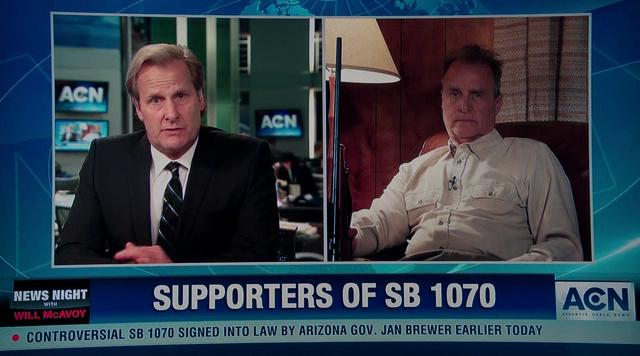 ACN
ACN
NEWS NIGHT
WITH
WILL McAVOY
SUPPORTERS OF SB 1070
ACN
ATLANTIS CABLE NEWS
CONTROVERSIAL SB 1070 SIGNED INTO LAW BY ARIZONA GOV. JAN BREWER EARLIER TODAY